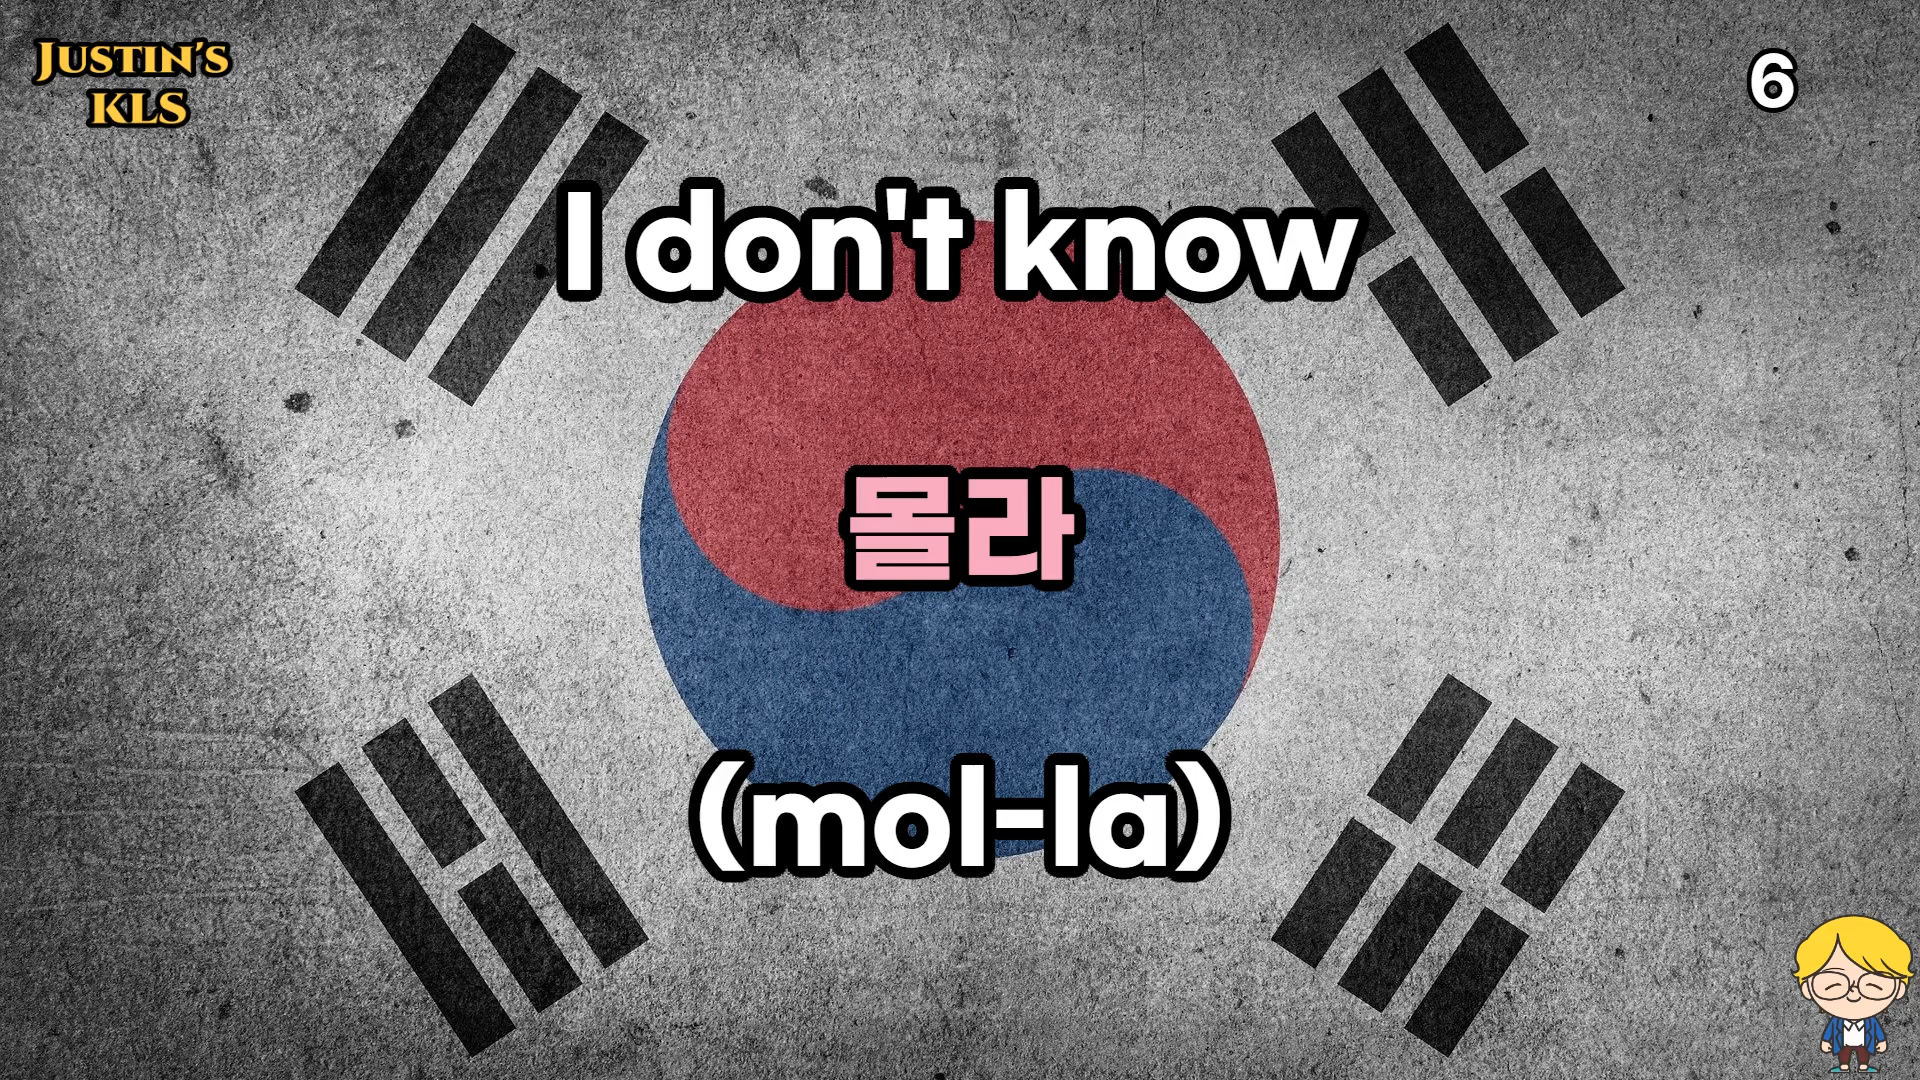 JUSTIN'S
KLS
6
I don't know
몰라
(mol-la)